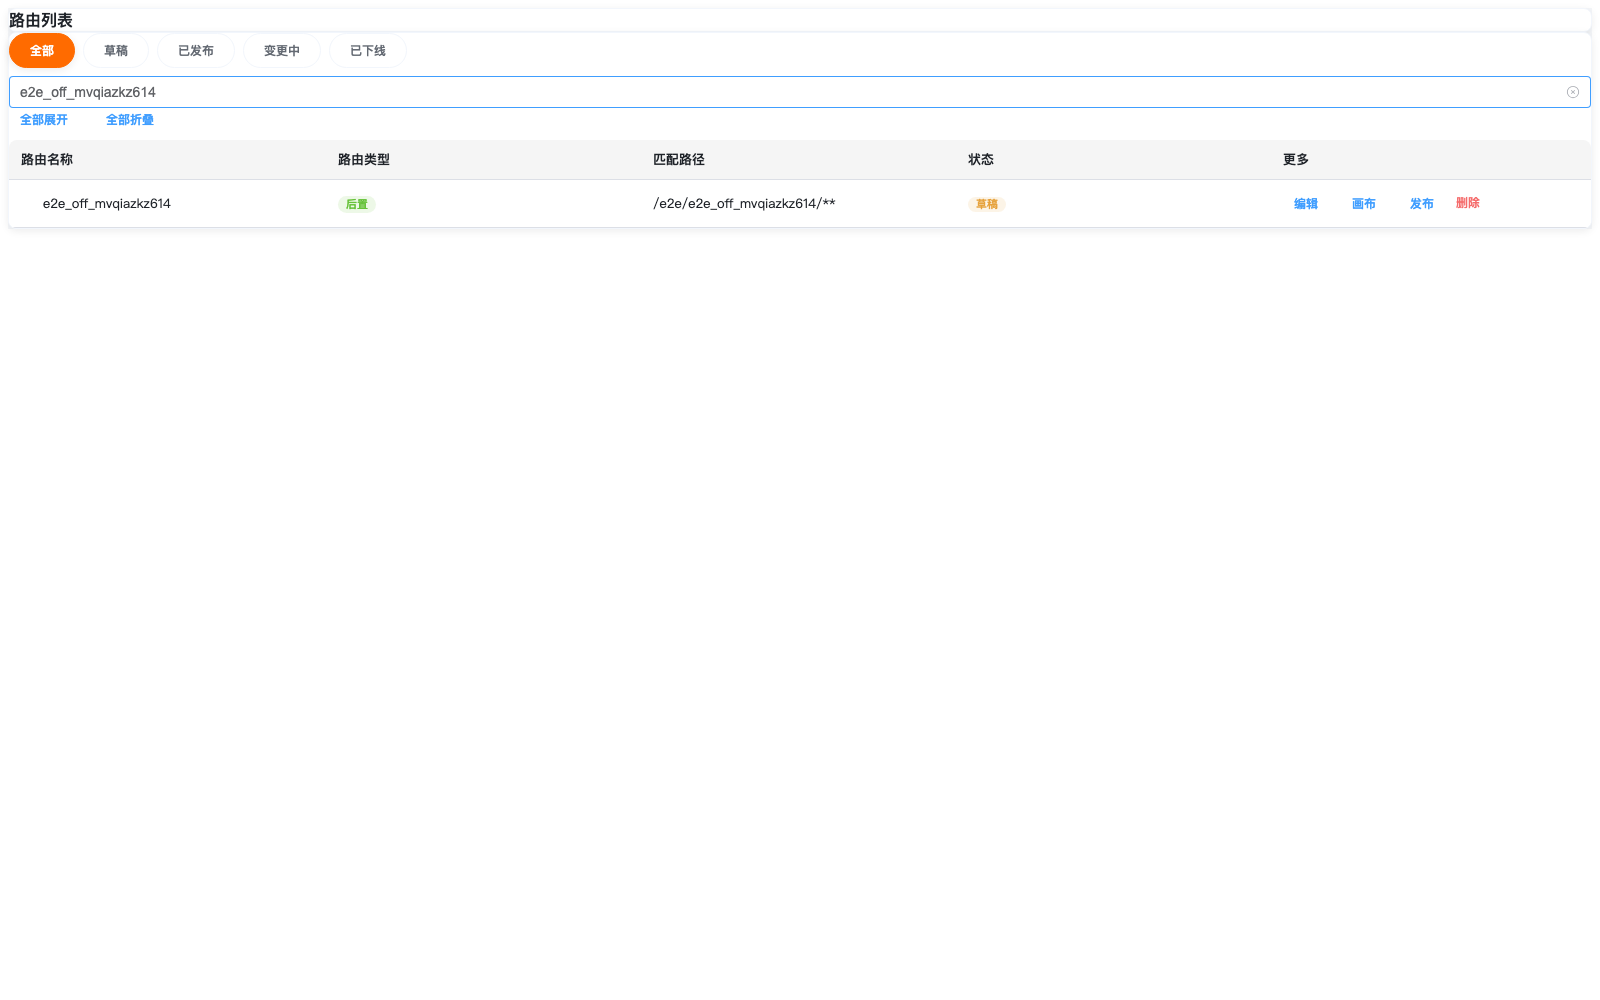 路由列表
全部 草稿 已发布 变更中 已下线
e2e_off_mvqiazkz614
全部展开 全部折叠
路由名称 路由类型 匹配路径 状态 更多
e2e_off_mvqiazkz614 后置 /e2e/e2e_off_mvqiazkz614/** 草稿 编辑 画布 发布 删除